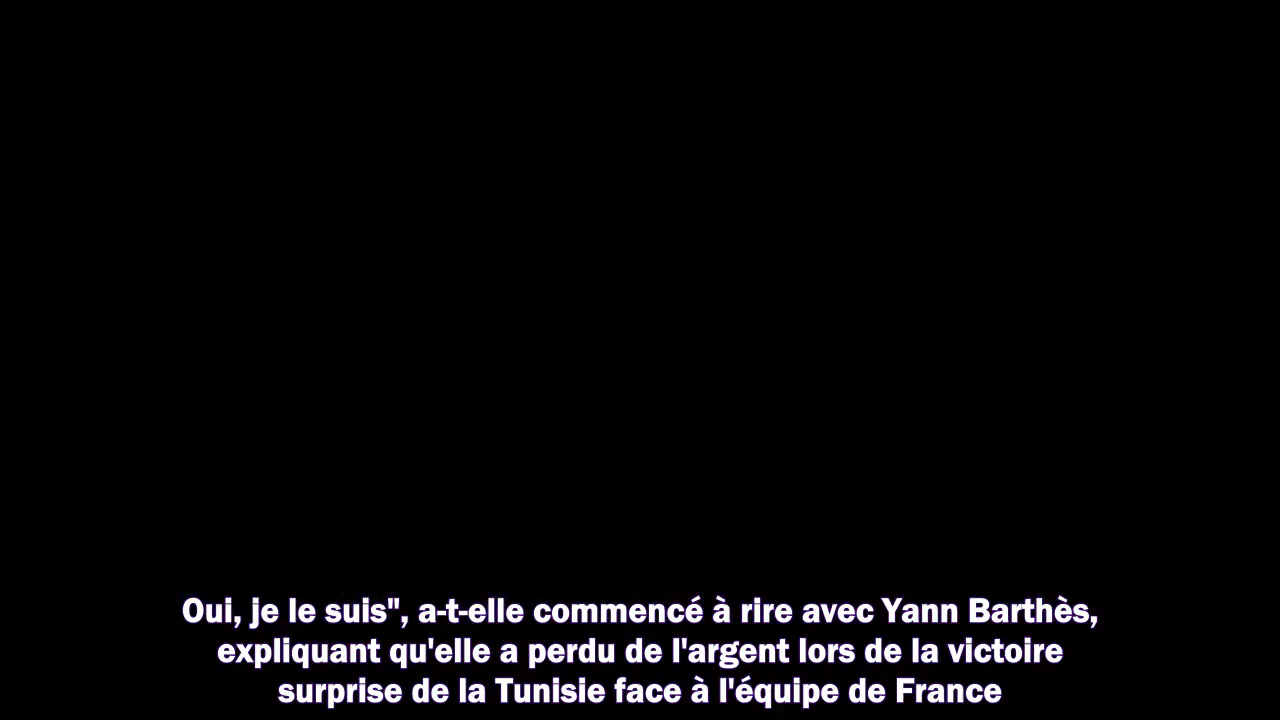 Oui, je le suis", a-t-elle commencé à rire avec Yann Barthès,
expliquant qu'elle a perdu de l'argent lors de la victoire
surprise de la Tunisie face à l'équipe de France